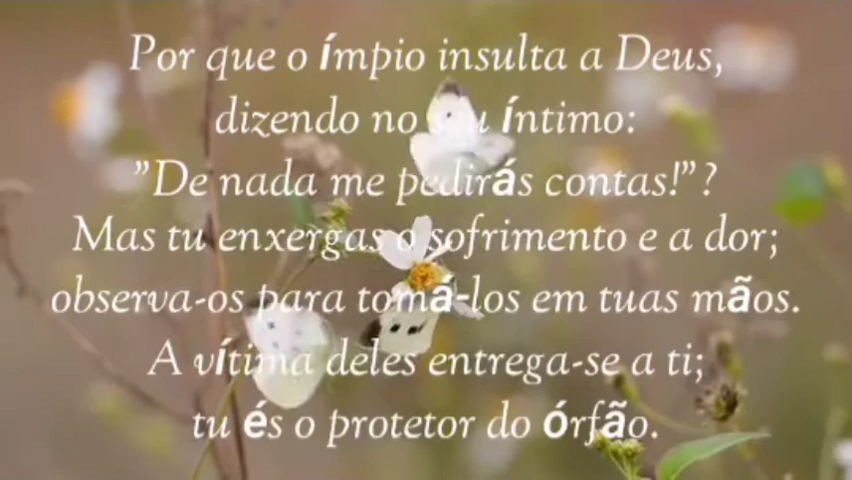 Por que o ímpio insulta a Deus,
dizendo no seu íntimo:
"De nada me pedirás contas!"?
Mas tu enxergas o sofrimento e a dor;
observa-os para tomá-los em tuas mãos.
A vítima deles entrega-se a ti;
tu és o protetor do órfão.